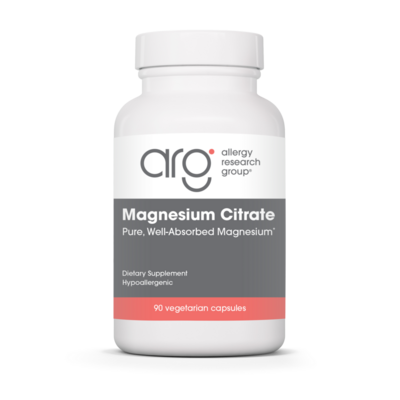 arg
allergy
research
group®
Magnesium Citrate
Pure, Well-Absorbed Magnesium*
Dietary Supplement
Hypoallergenic
90 vegetarian capsules